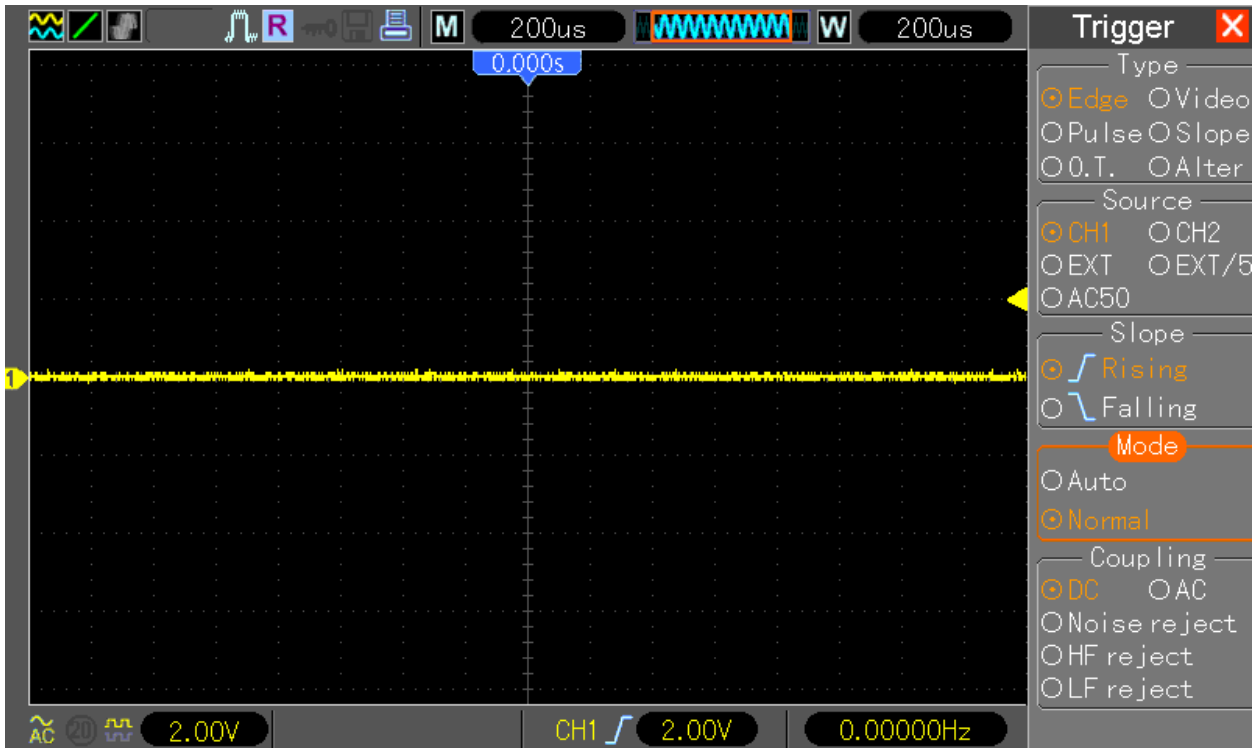 R M 200us W 200us Trigger X
0.000s
Type
Edge Video
Pulse Slope
O.T. Alter
Source
CH1 CH2
EXT EXT/5
AC50
Slope
Rising
1
Falling
Mode
Auto
Normal
Coupling
DC AC
Noise reject
HF reject
LF reject
AC 20 2.00V CH1 2.00V 0.00000Hz